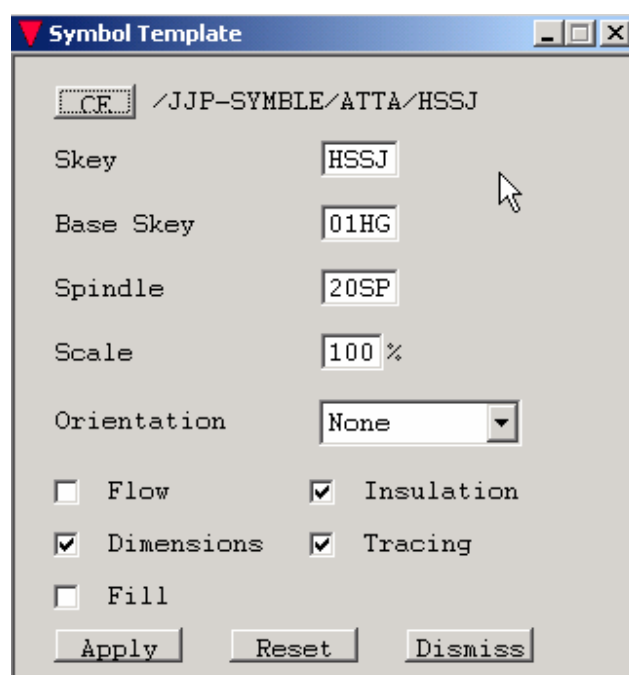 Symbol Template
CE /JJP-SYMBLE/ATTA/HSSJ
Skey HSSJ
Base Skey 01HG
Spindle 20SP
Scale 100 %
Orientation None
Flow Insulation
Dimensions Tracing
Fill
Apply Reset Dismiss